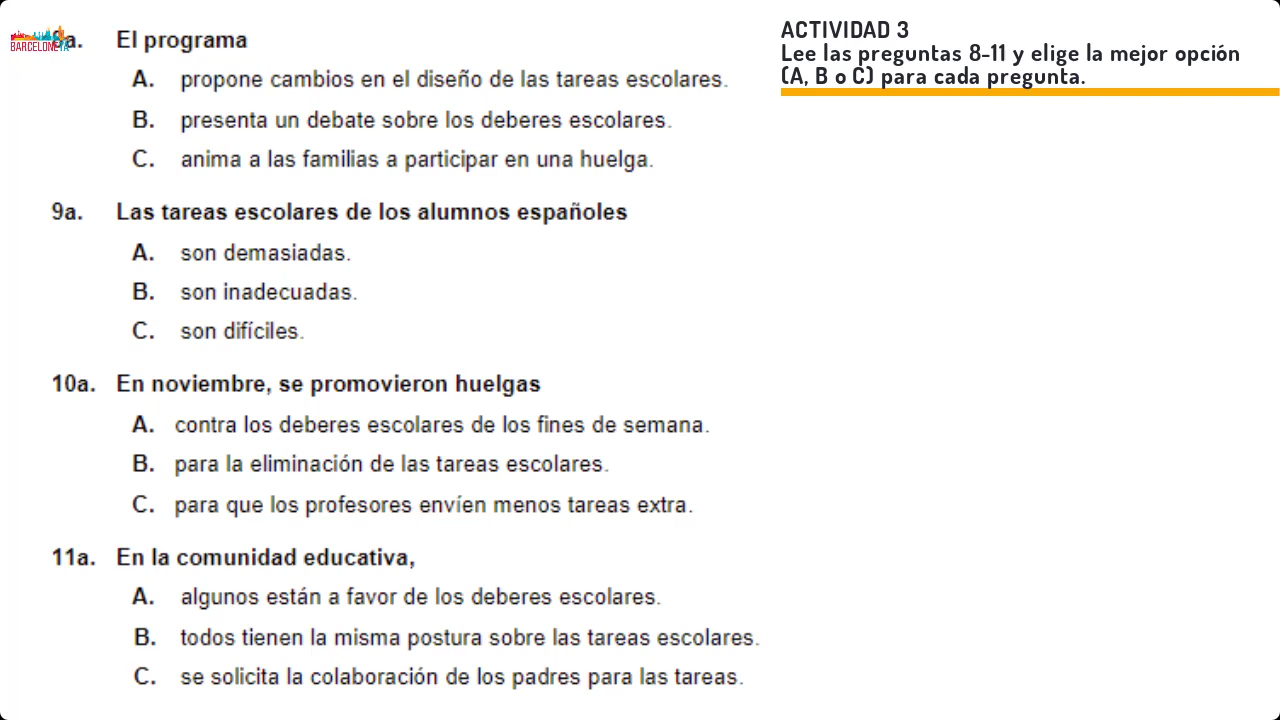 BARCELONETA
ACTIVIDAD 3
Lee las preguntas 8-11 y elige la mejor opción
(A, B o C) para cada pregunta.
8a. El programa
A. propone cambios en el diseño de las tareas escolares.
B. presenta un debate sobre los deberes escolares.
C. anima a las familias a participar en una huelga.
9a. Las tareas escolares de los alumnos españoles
A. son demasiadas.
B. son inadecuadas.
C. son difíciles.
10a. En noviembre, se promovieron huelgas
A. contra los deberes escolares de los fines de semana.
B. para la eliminación de las tareas escolares.
C. para que los profesores envíen menos tareas extra.
11a. En la comunidad educativa,
A. algunos están a favor de los deberes escolares.
B. todos tienen la misma postura sobre las tareas escolares.
C. se solicita la colaboración de los padres para las tareas.